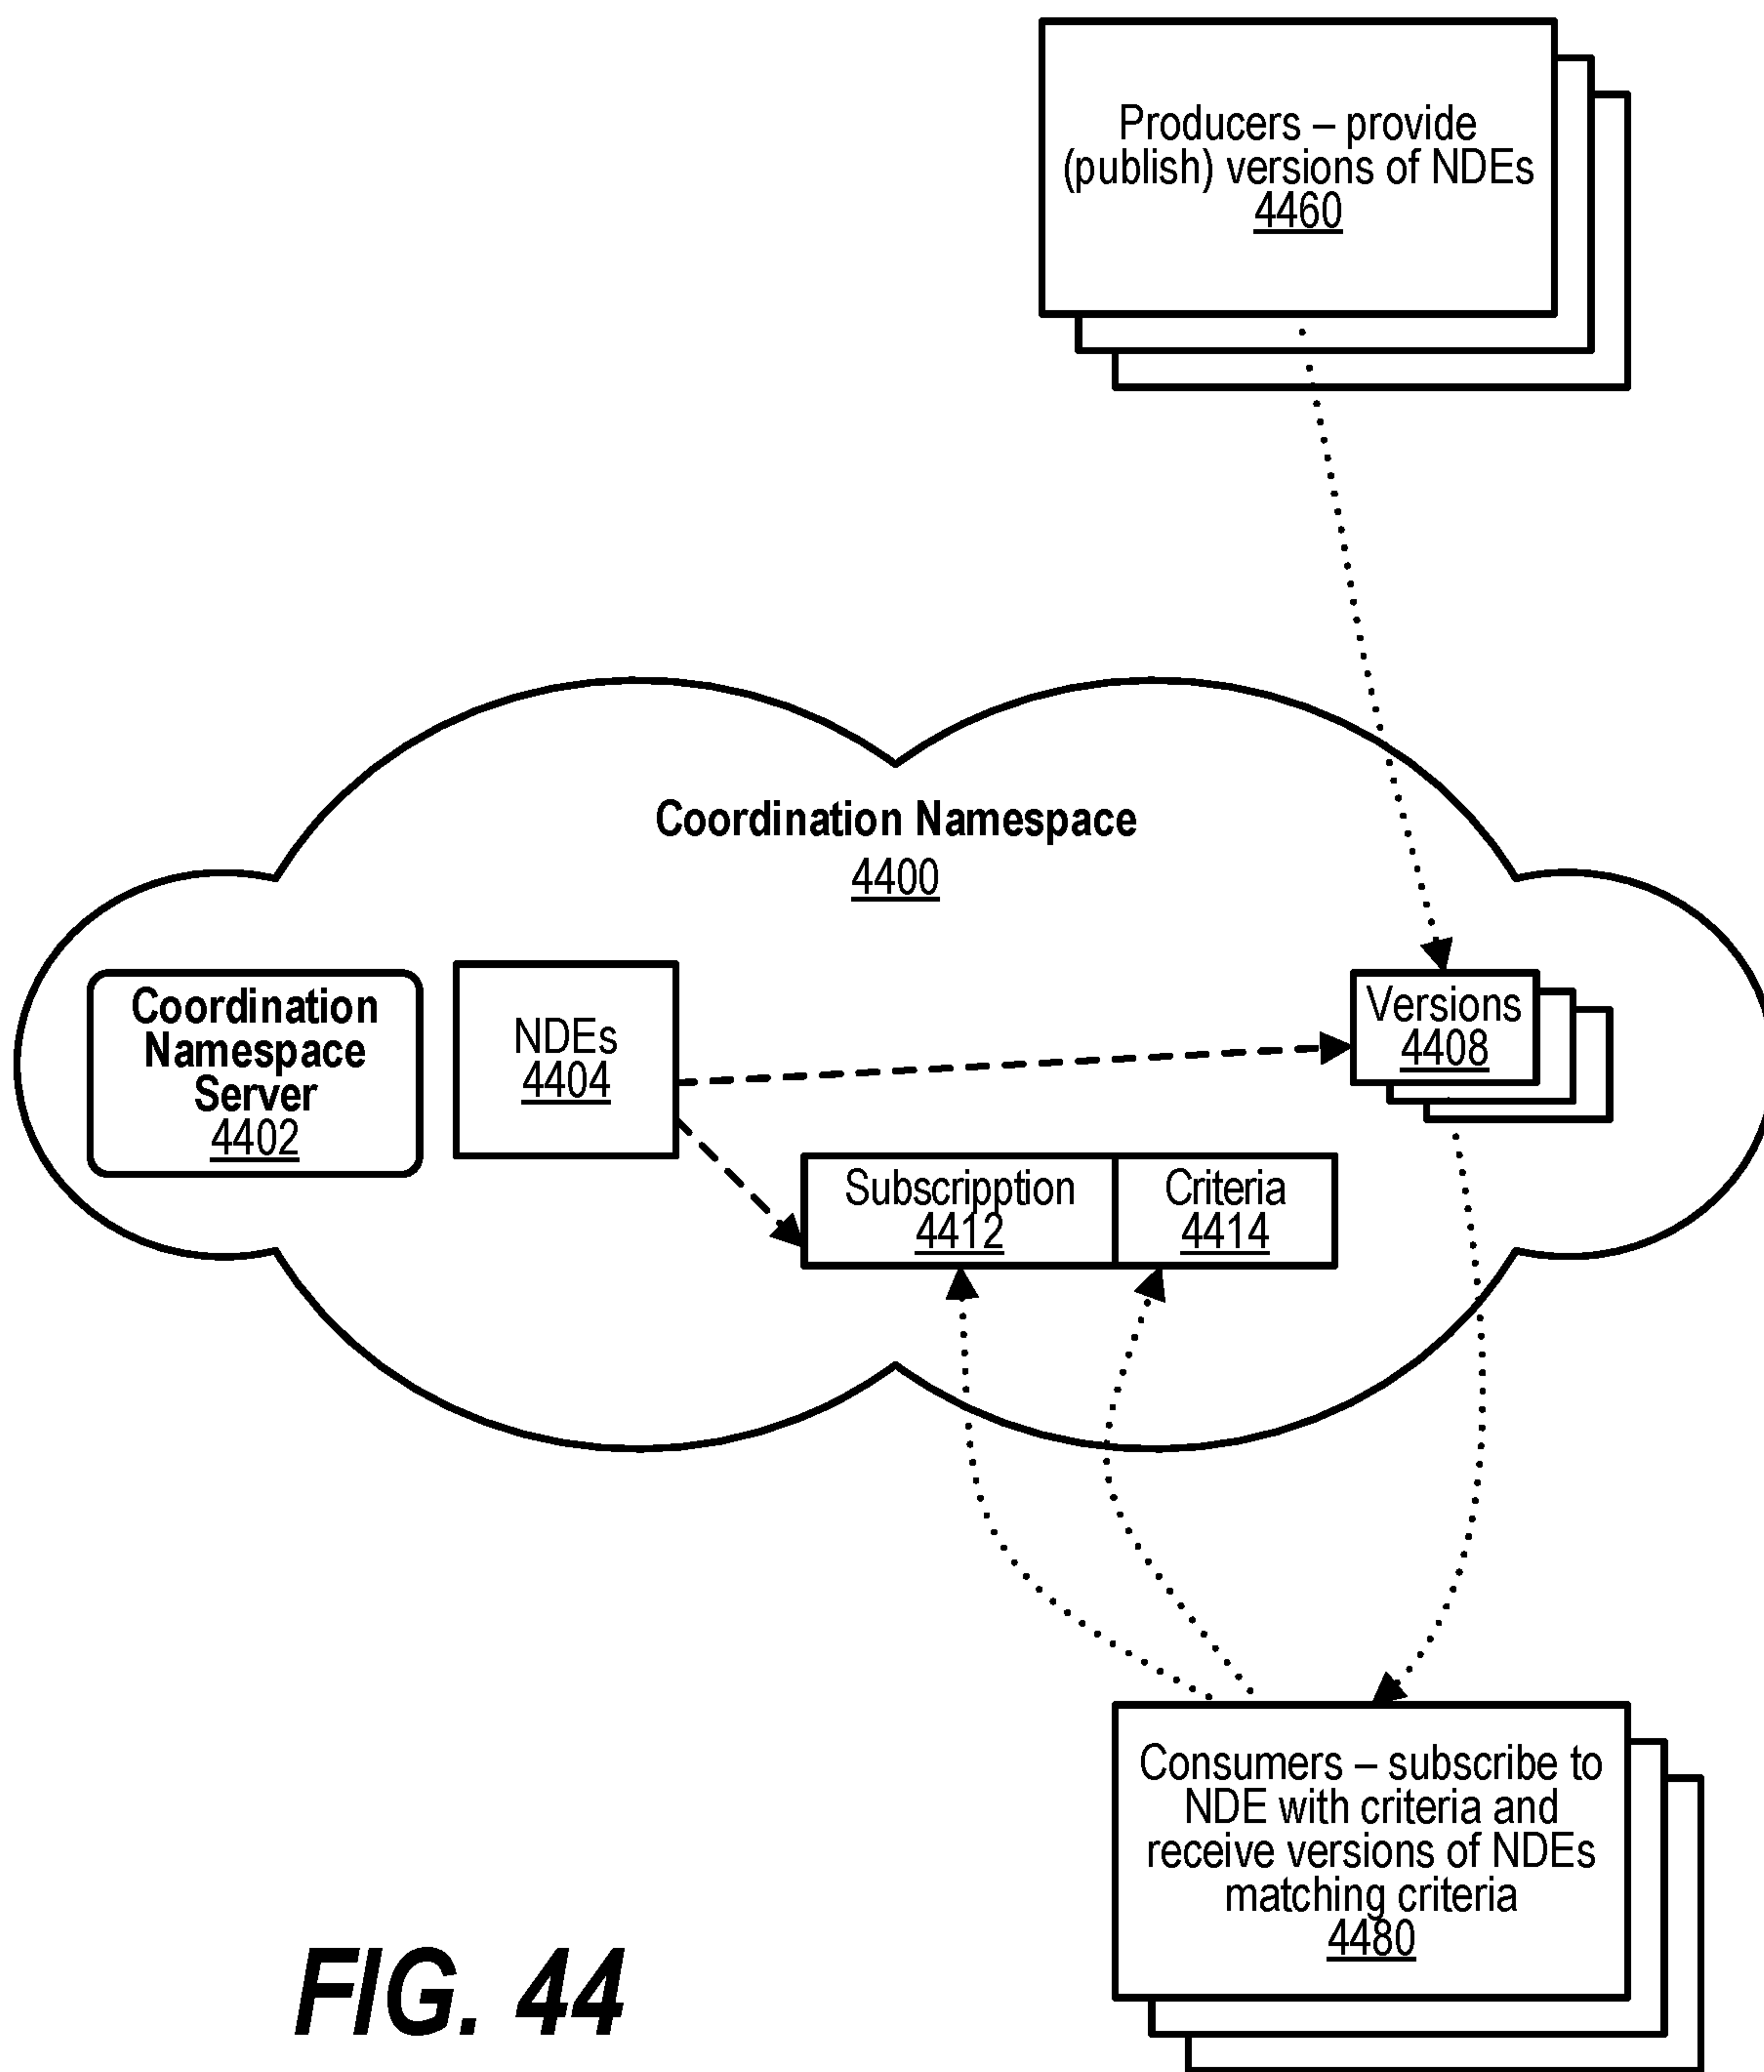 Producers – provide
(publish) versions of NDEs
4460
Coordination Namespace
4400
Coordination
Namespace
Server
4402
NDEs
4404
Versions
4408
Subscripption
4412
Criteria
4414
Consumers – subscribe to
NDE with criteria and
receive versions of NDEs
matching criteria
4480
FIG. 44